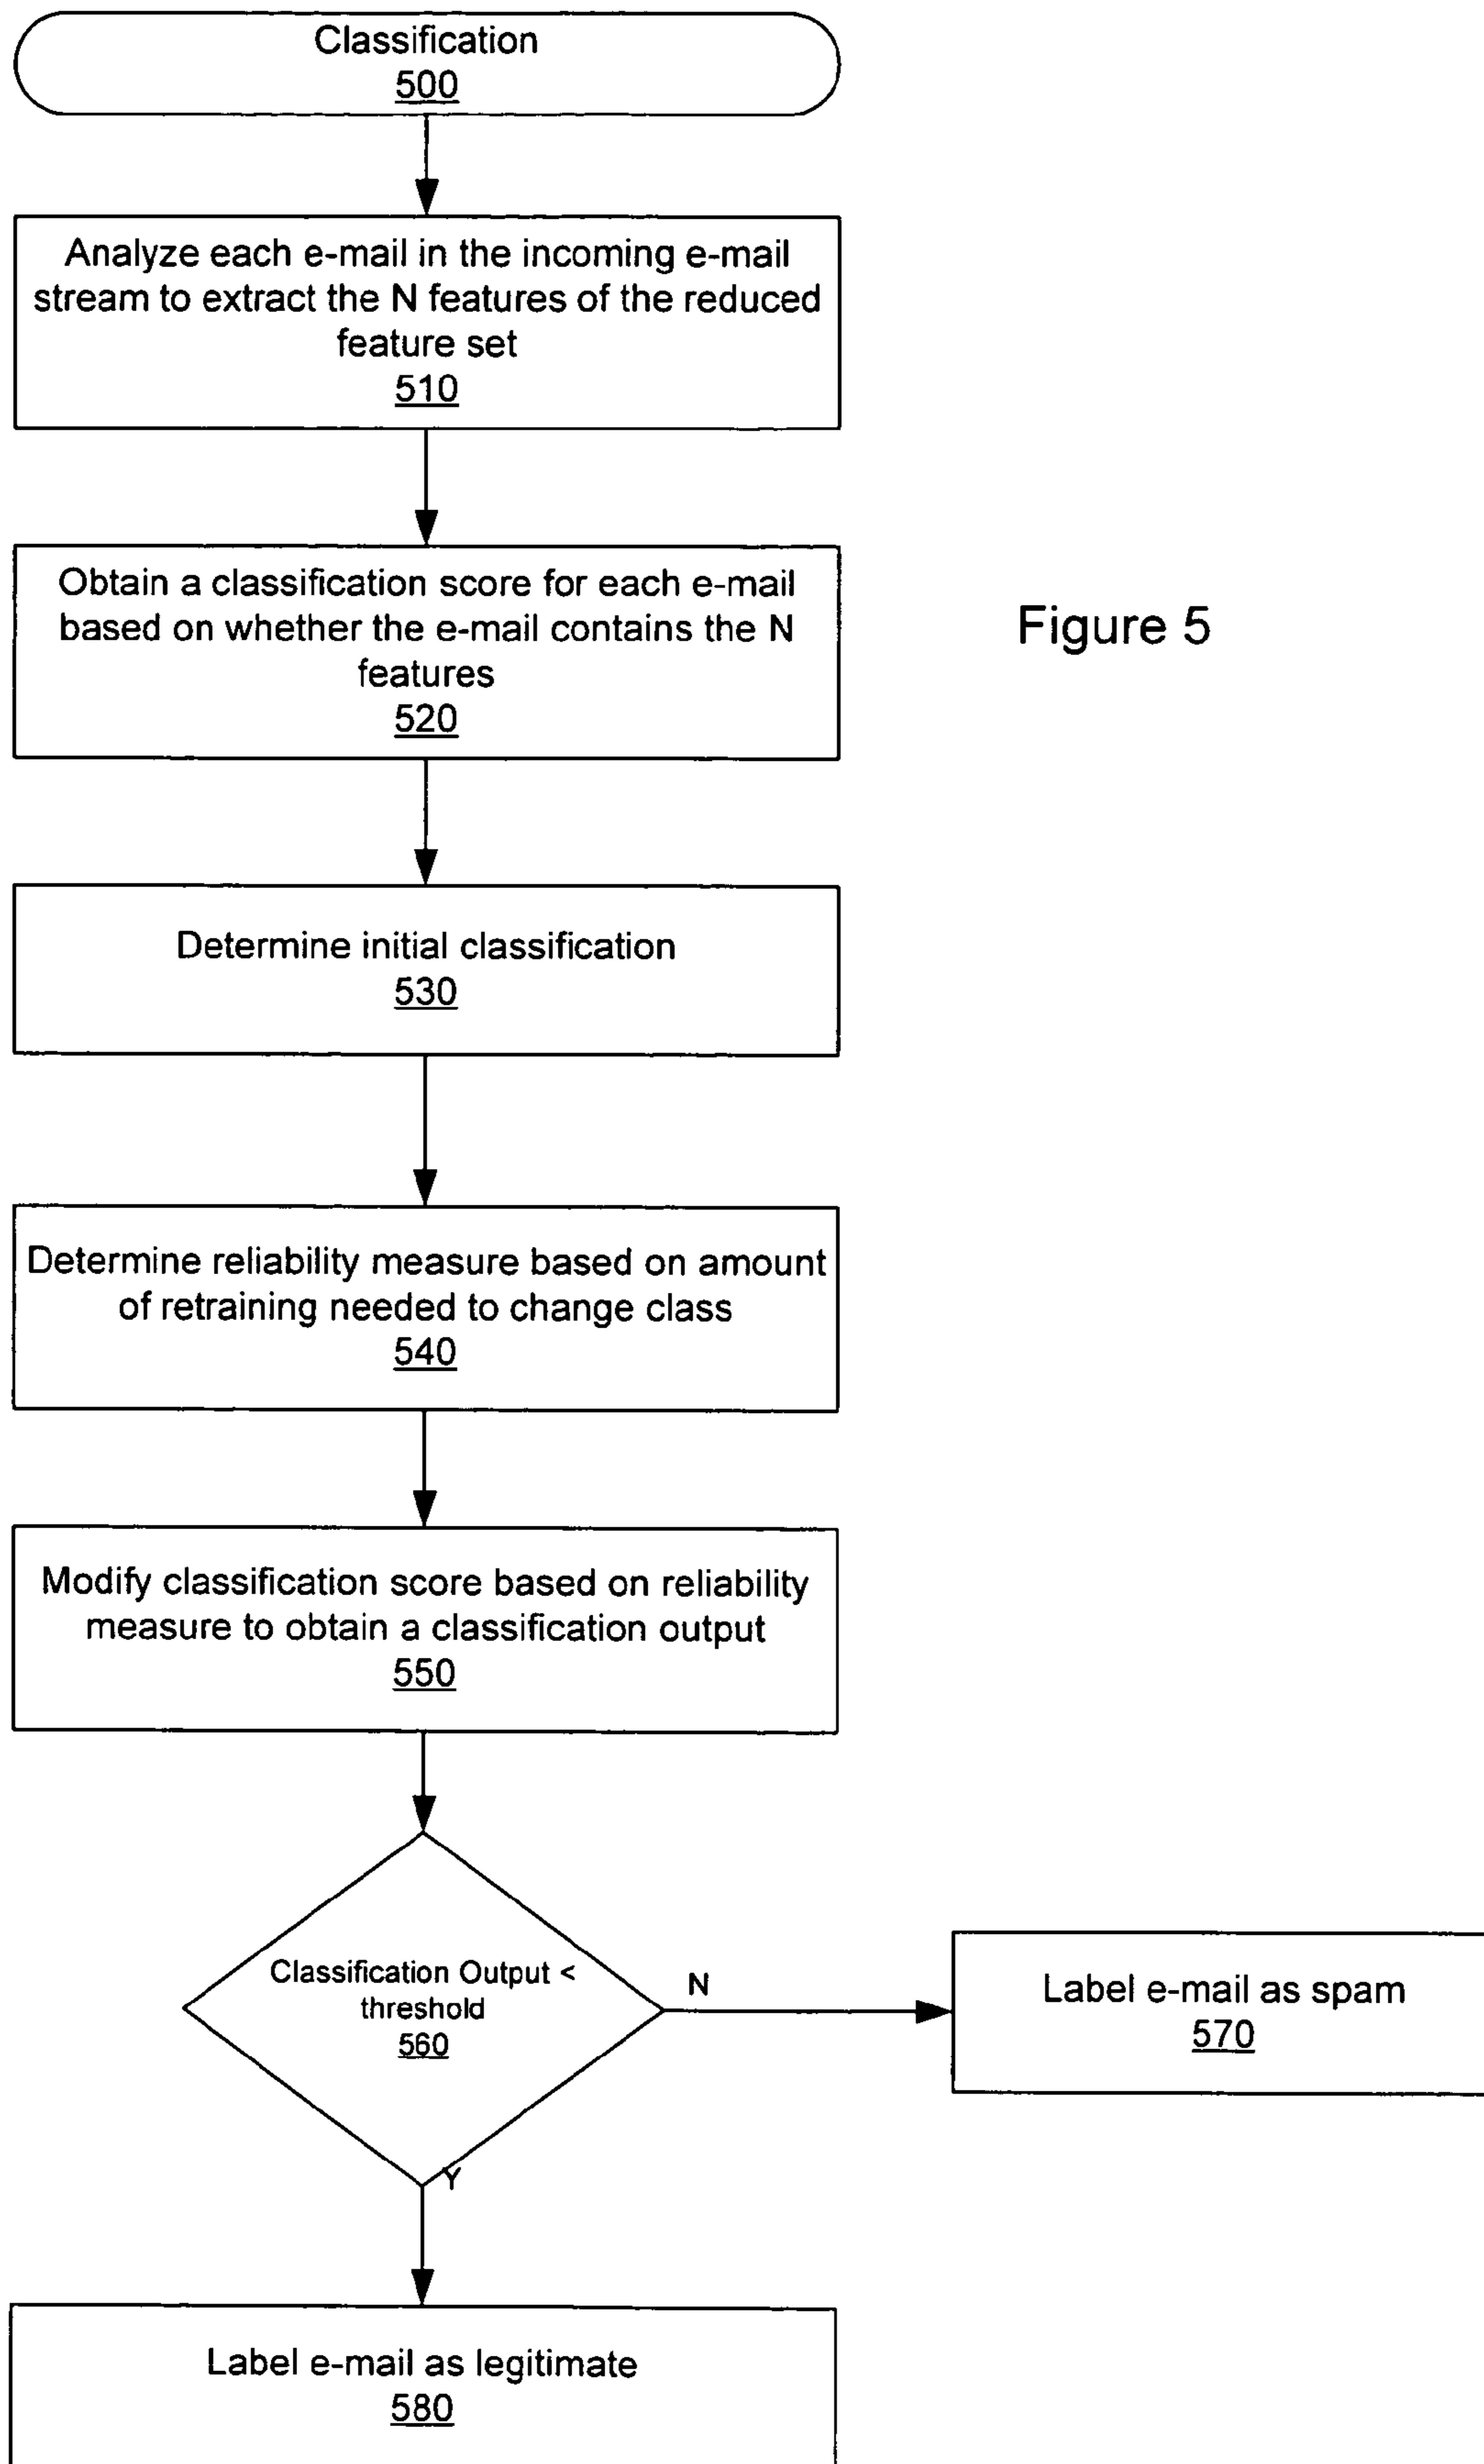 Classification
500
Analyze each e-mail in the incoming e-mail
stream to extract the N features of the reduced
feature set
510
Obtain a classification score for each e-mail
based on whether the e-mail contains the N
features
520
Figure 5
Determine initial classification
530
Determine reliability measure based on amount
of retraining needed to change class
540
Modify classification score based on reliability
measure to obtain a classification output
550
Classification Output <
threshold
560
N
Label e-mail as spam
570
Y
Label e-mail as legitimate
580